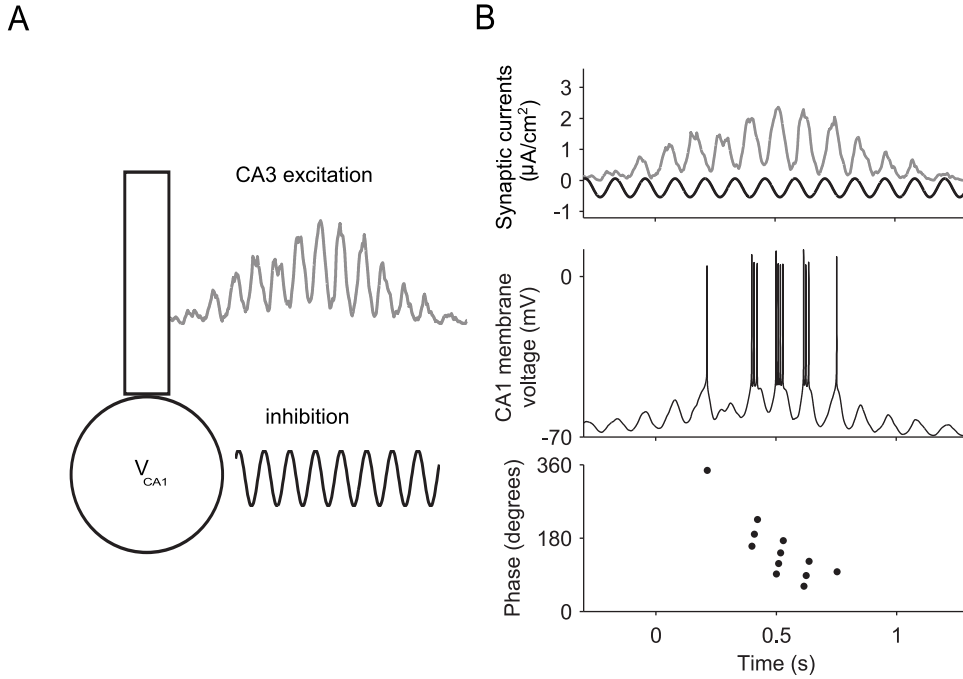 A
CA3 excitation
inhibition
V_CA1
B
Synaptic currents
(µA/cm²)
3
2
1
0
-1
CA1 membrane
voltage (mV)
0
-70
Phase (degrees)
360
180
0
0 0.5 1
Time (s)